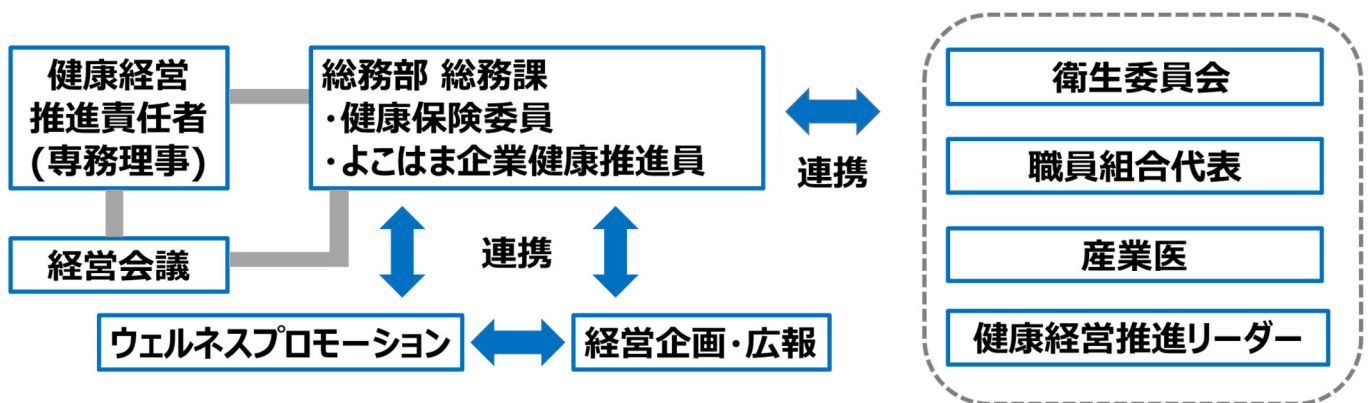 健康経営
推進責任者
(専務理事)
総務部 総務課
・健康保険委員
・よこはま企業健康推進員
連携
衛生委員会
職員組合代表
産業医
健康経営推進リーダー
経営会議
連携
ウェルネスプロモーション
経営企画・広報